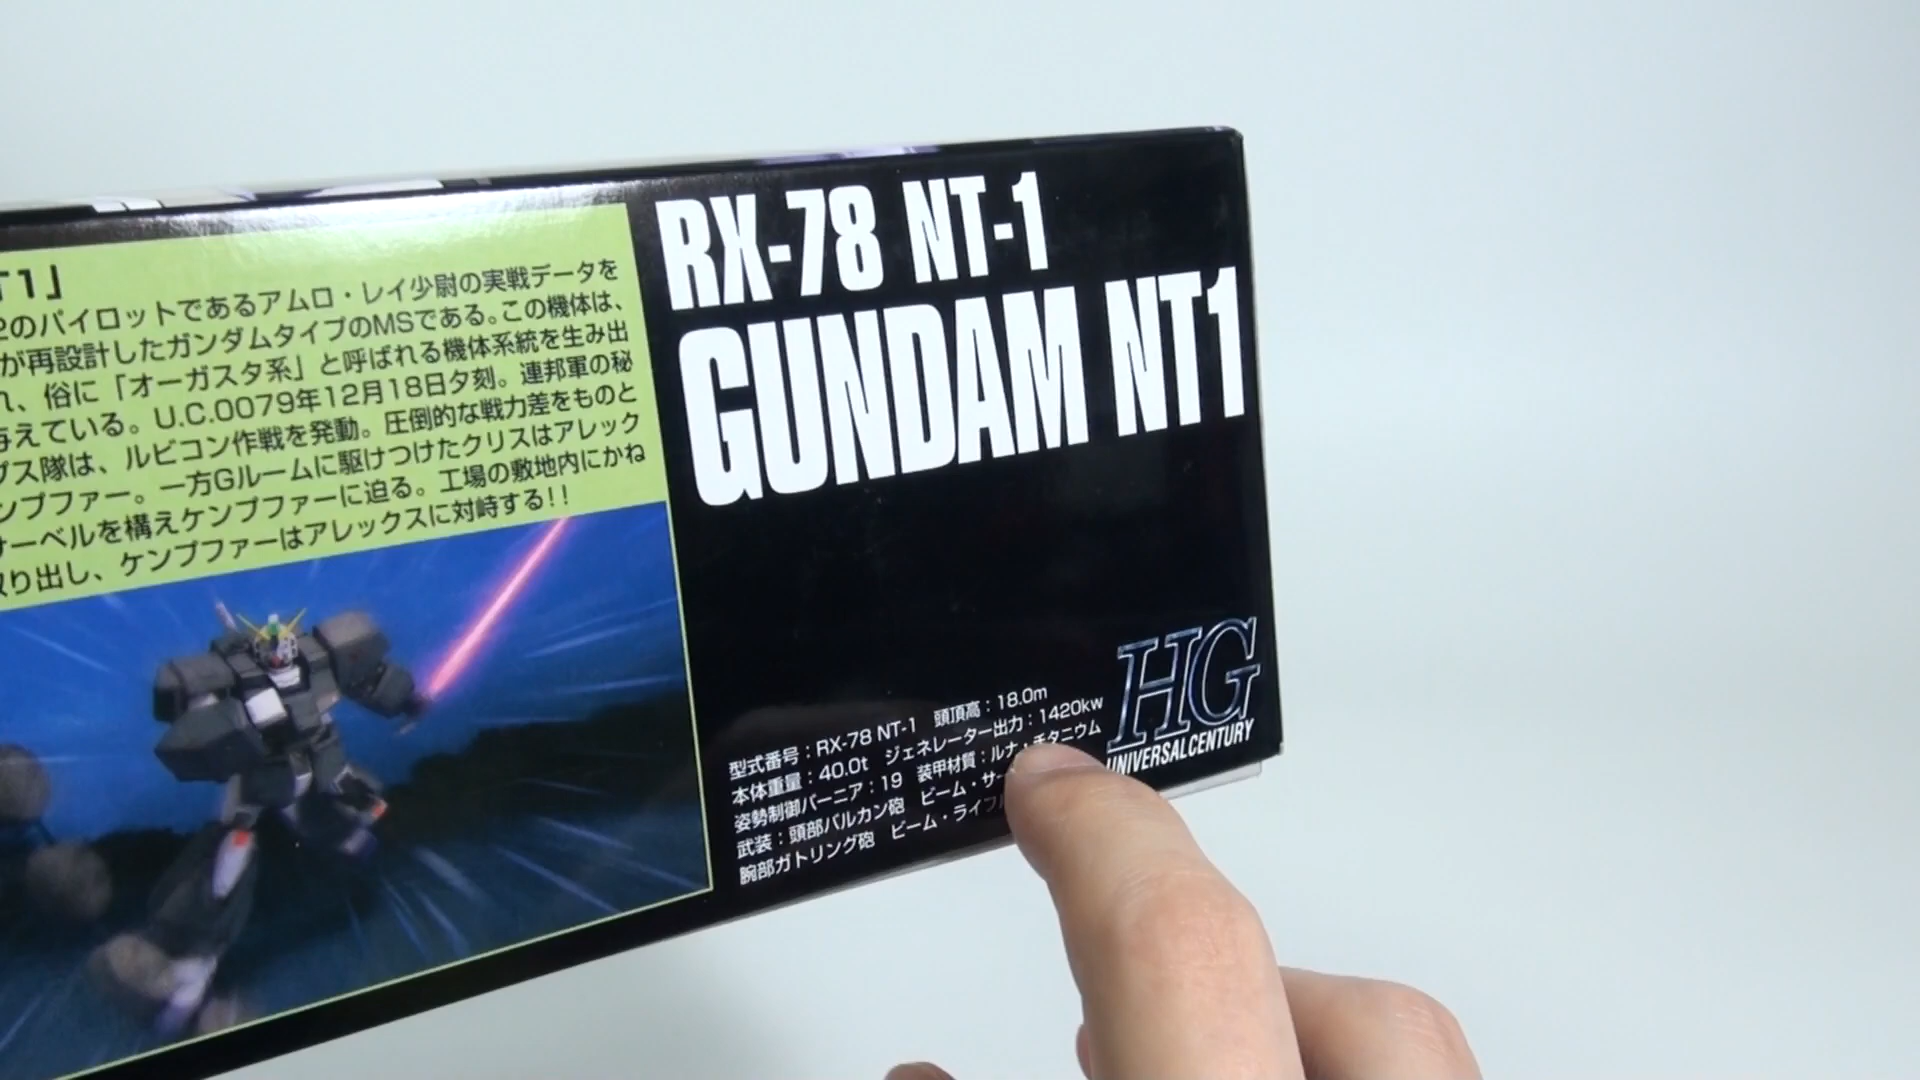 T1」
2のパイロットであるアムロ・レイ少尉の実戦データを
が再設計したガンダムタイプのMSである。この機体は、
れ、俗に「オーガスタ系」と呼ばれる機体系統を生み出
与えている。U.C.0079年12月18日夕刻。連邦軍の秘
プス隊は、ルビコン作戦を発動。圧倒的な戦力差をものと
ンプファー。一方Gルームに駆けつけたクリスはアレック
サーベルを構えケンプファーに迫る。工場の敷地内にかね
取り出し、ケンプファーはアレックスに対峙する!!
RX-78 NT-1
GUNDAM NT1
型式番号：RX-78 NT-1 頭頂高：18.0m
本体重量：40.0t ジェネレーター出力：1420kw
姿勢制御バーニア：19 装甲材質：ルナ・チタニウム
武装：頭部バルカン砲 ビーム・サー
腕部ガトリング砲 ビーム・ライフル
HG
UNIVERSAL CENTURY